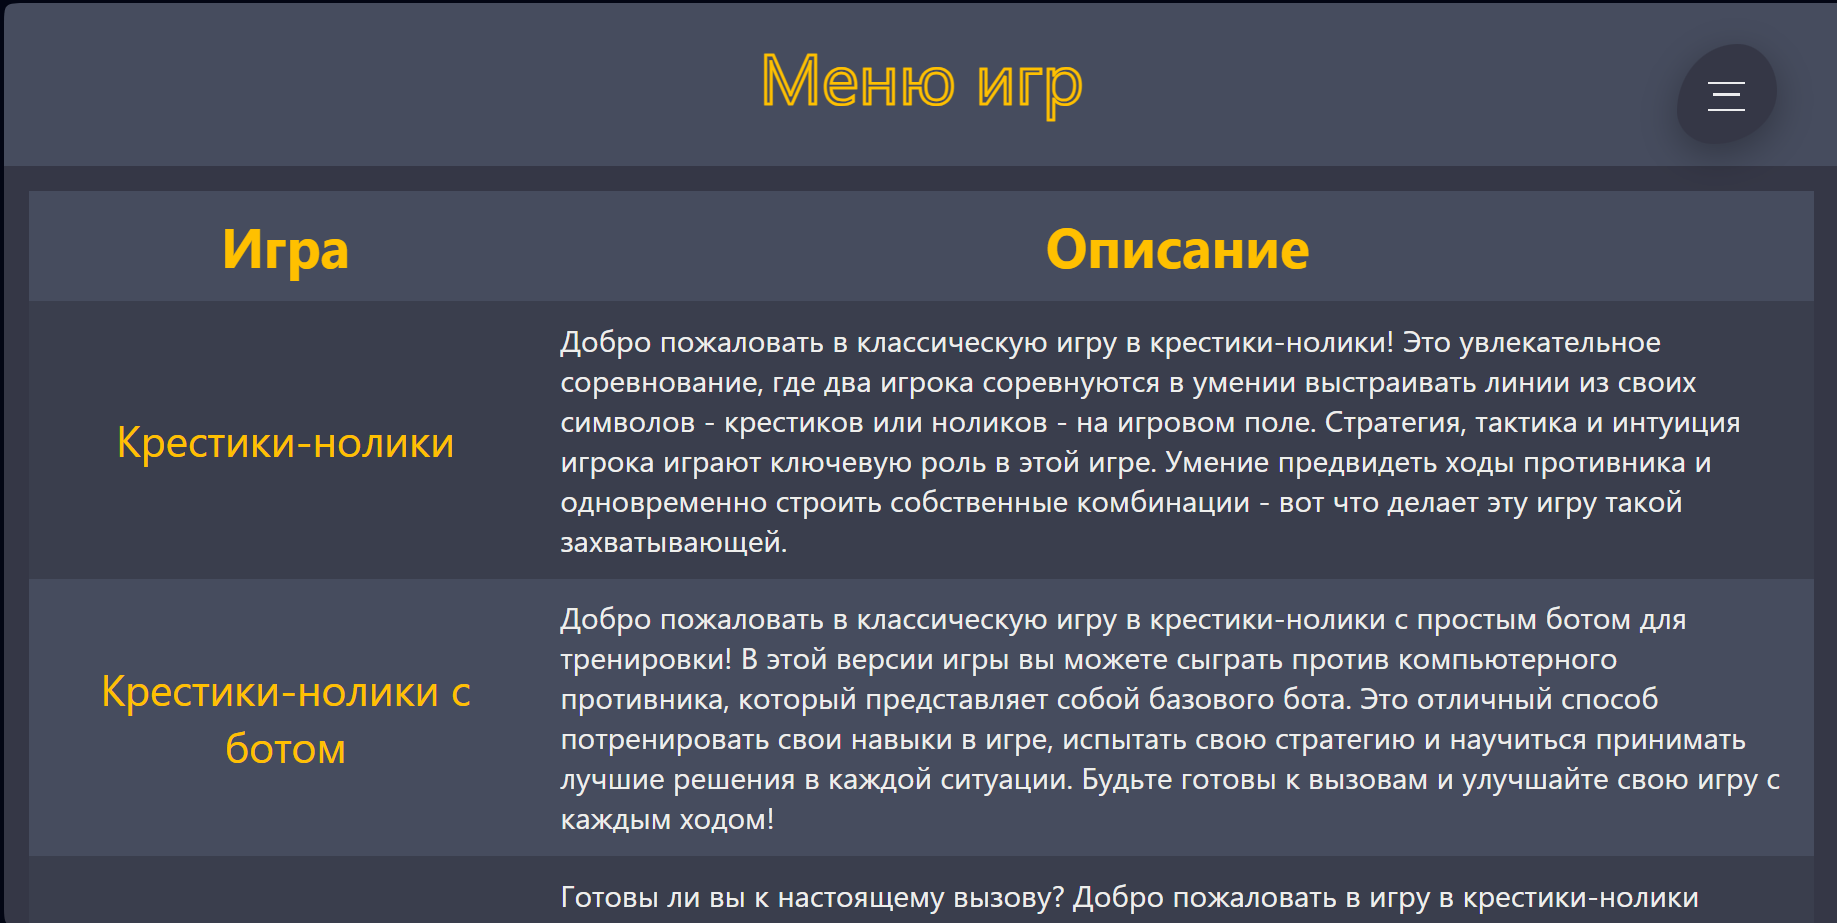 Меню игр
Игра
Описание
Крестики-нолики
Добро пожаловать в классическую игру в крестики-нолики! Это увлекательное
соревнование, где два игрока соревнуются в умении выстраивать линии из своих
символов - крестиков или ноликов - на игровом поле. Стратегия, тактика и интуиция
игрока играют ключевую роль в этой игре. Умение предвидеть ходы противника и
одновременно строить собственные комбинации - вот что делает эту игру такой
захватывающей.
Крестики-нолики с
ботом
Добро пожаловать в классическую игру в крестики-нолики с простым ботом для
тренировки! В этой версии игры вы можете сыграть против компьютерного
противника, который представляет собой базового бота. Это отличный способ
потренировать свои навыки в игре, испытать свою стратегию и научиться принимать
лучшие решения в каждой ситуации. Будьте готовы к вызовам и улучшайте свою игру с
каждым ходом!
Готовы ли вы к настоящему вызову? Добро пожаловать в игру в крестики-нолики